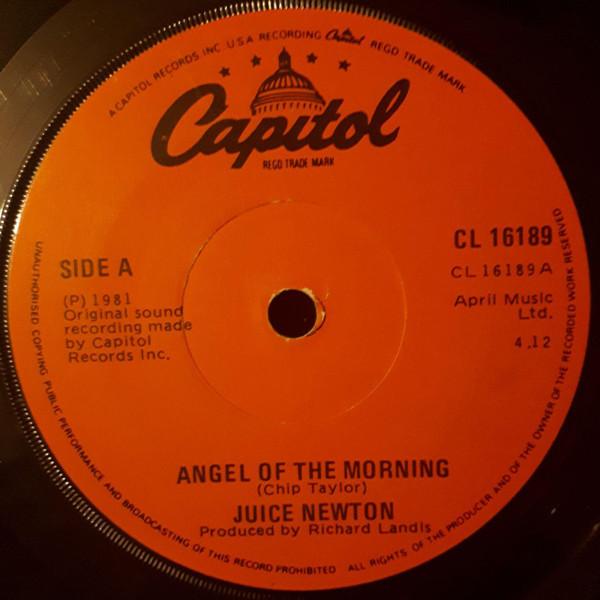 A CAPITOL RECORDS INC. U.S.A. RECORDING Capitol REGD TRADE MARK
Capitol
REGD TRADE MARK
CL 16189
SIDE A
CL 16189 A
(P) 1981
Original sound
recording made
by Capitol
Records Inc.
April Music
Ltd.
4.12
ANGEL OF THE MORNING
(Chip Taylor)
JUICE NEWTON
Produced by Richard Landis
UNAUTHORISED COPYING PUBLIC PERFORMANCE AND BROADCASTING OF THIS RECORD PROHIBITED ALL RIGHTS OF THE PRODUCER AND OF THE OWNER OF THE RECORDED WORK RESERVED